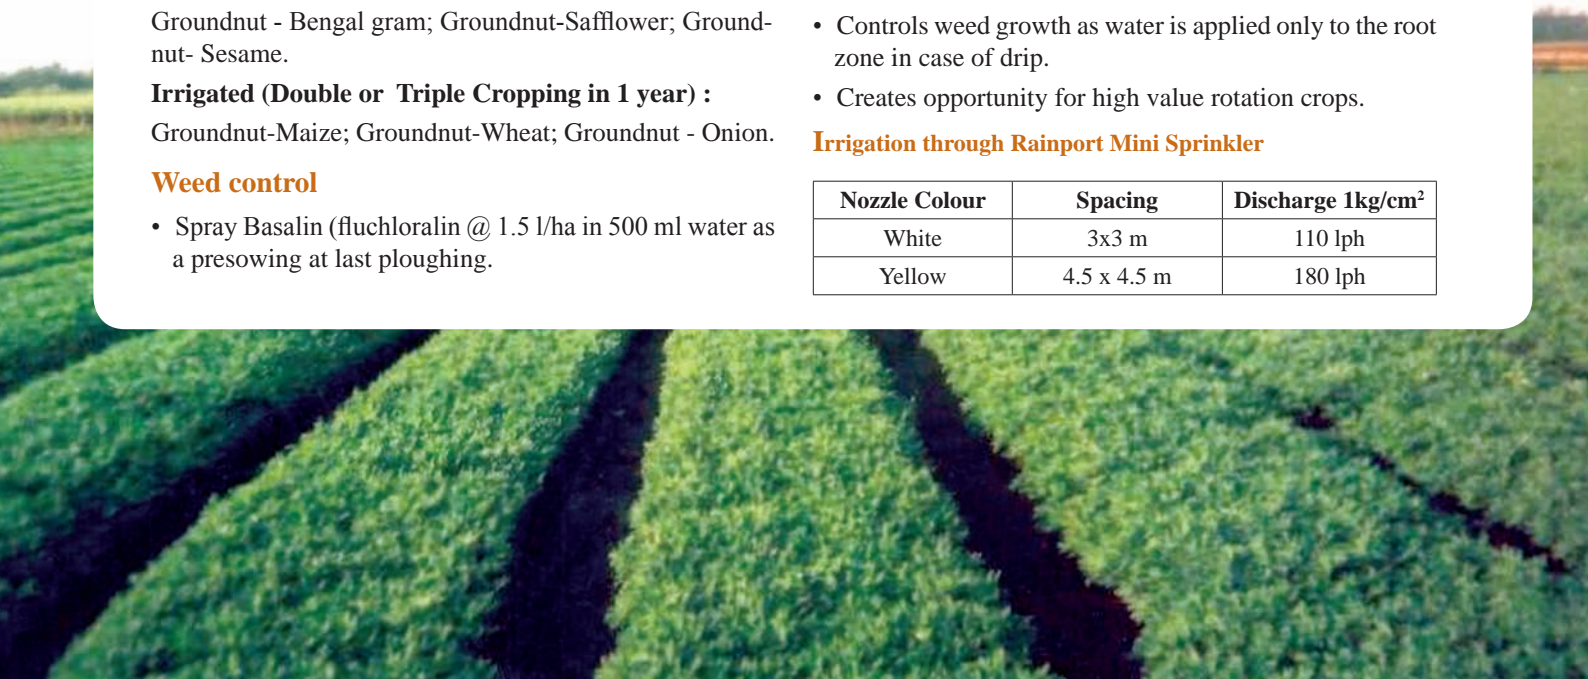 Groundnut - Bengal gram; Groundnut-Safflower; Ground-
nut- Sesame.
Irrigated (Double or Triple Cropping in 1 year) :
Groundnut-Maize; Groundnut-Wheat; Groundnut - Onion.
Weed control
• Spray Basalin (fluchloralin @ 1.5 l/ha in 500 ml water as
a presowing at last ploughing.
• Controls weed growth as water is applied only to the root
zone in case of drip.
• Creates opportunity for high value rotation crops.
Irrigation through Rainport Mini Sprinkler
Nozzle Colour Spacing Discharge 1kg/cm²
White 3x3 m 110 lph
Yellow 4.5 x 4.5 m 180 lph